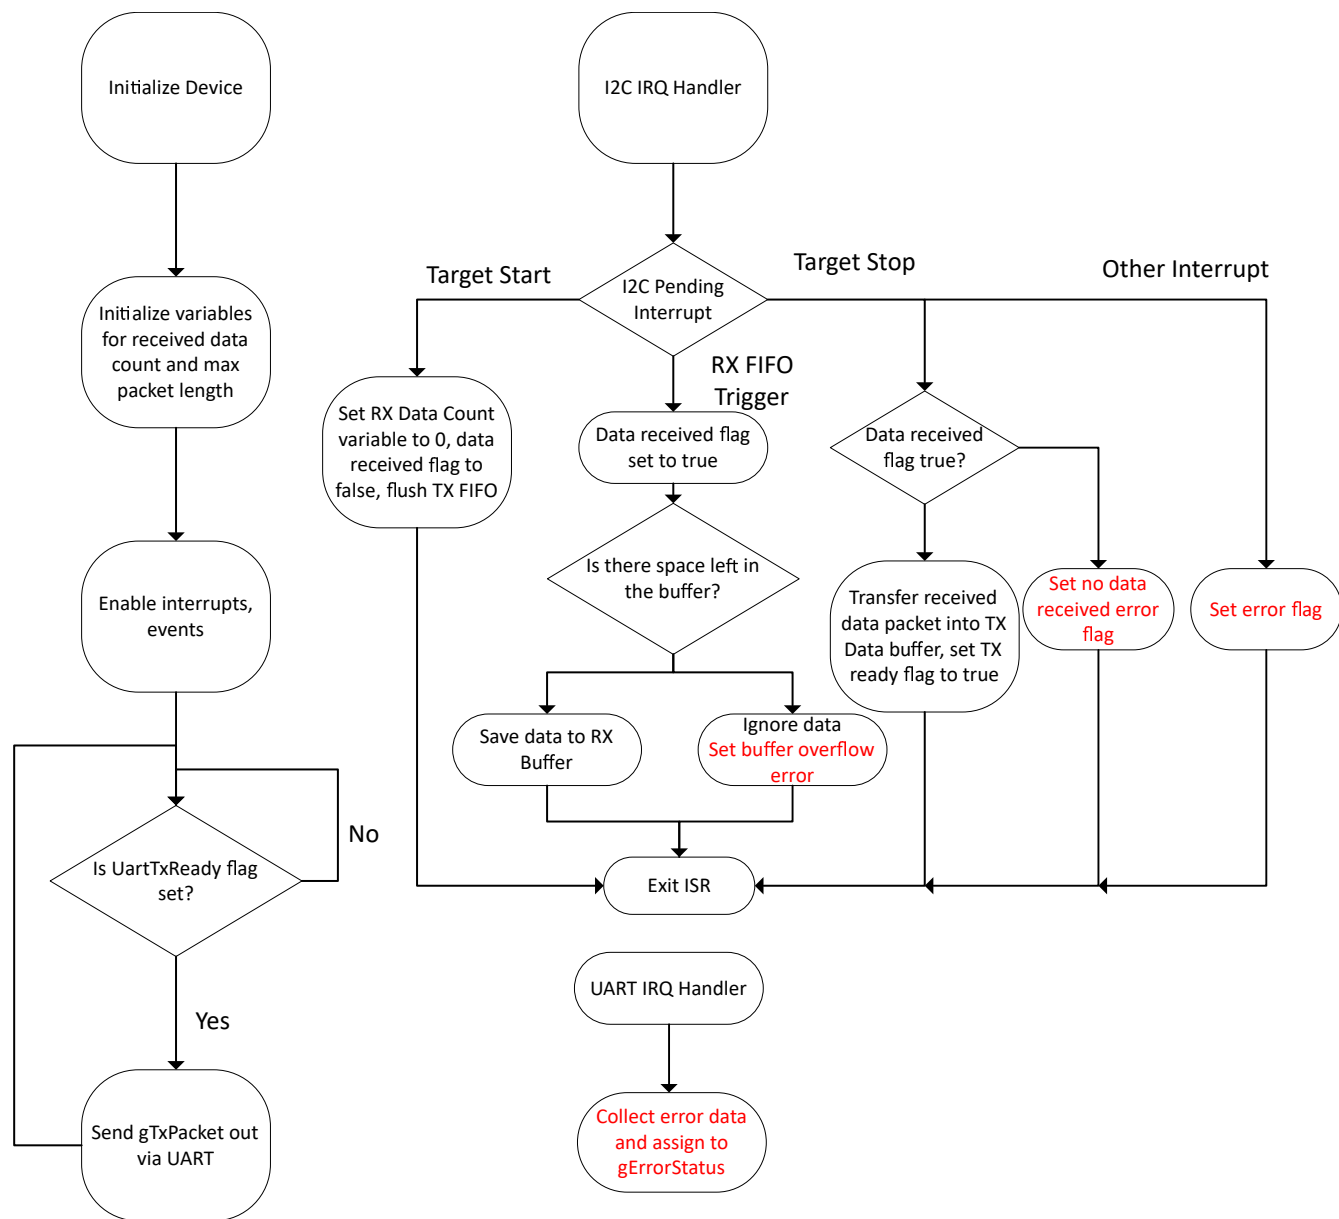 Initialize Device
Initialize variables
for received data
count and max
packet length
Enable interrupts,
events
Is UartTxReady flag
set?
No
Yes
Send gTxPacket out
via UART
I2C IRQ Handler
I2C Pending
Interrupt
Target Start
Target Stop
Other Interrupt
RX FIFO
Trigger
Set RX Data Count
variable to 0, data
received flag to
false, flush TX FIFO
Data received flag
set to true
Is there space left in
the buffer?
Save data to RX
Buffer
Ignore data
Set buffer overflow
error
Data received
flag true?
Transfer received
data packet into TX
Data buffer, set TX
ready flag to true
Set no data
received error
flag
Set error flag
Exit ISR
UART IRQ Handler
Collect error data
and assign to
gErrorStatus